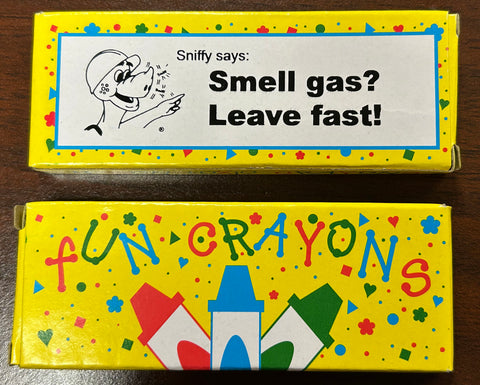 Sniffy says:
Smell gas?
Leave fast!
®
fUN CRAYONS